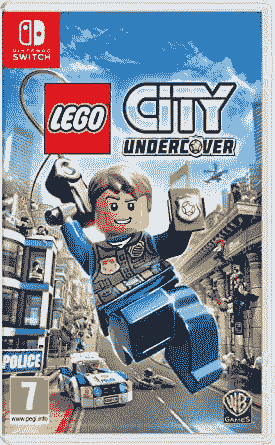 NINTENDO
SWITCH
LEGO
CITY
UNDERCOVER
POLICE
7
www.pegi.info
WB
GAMES